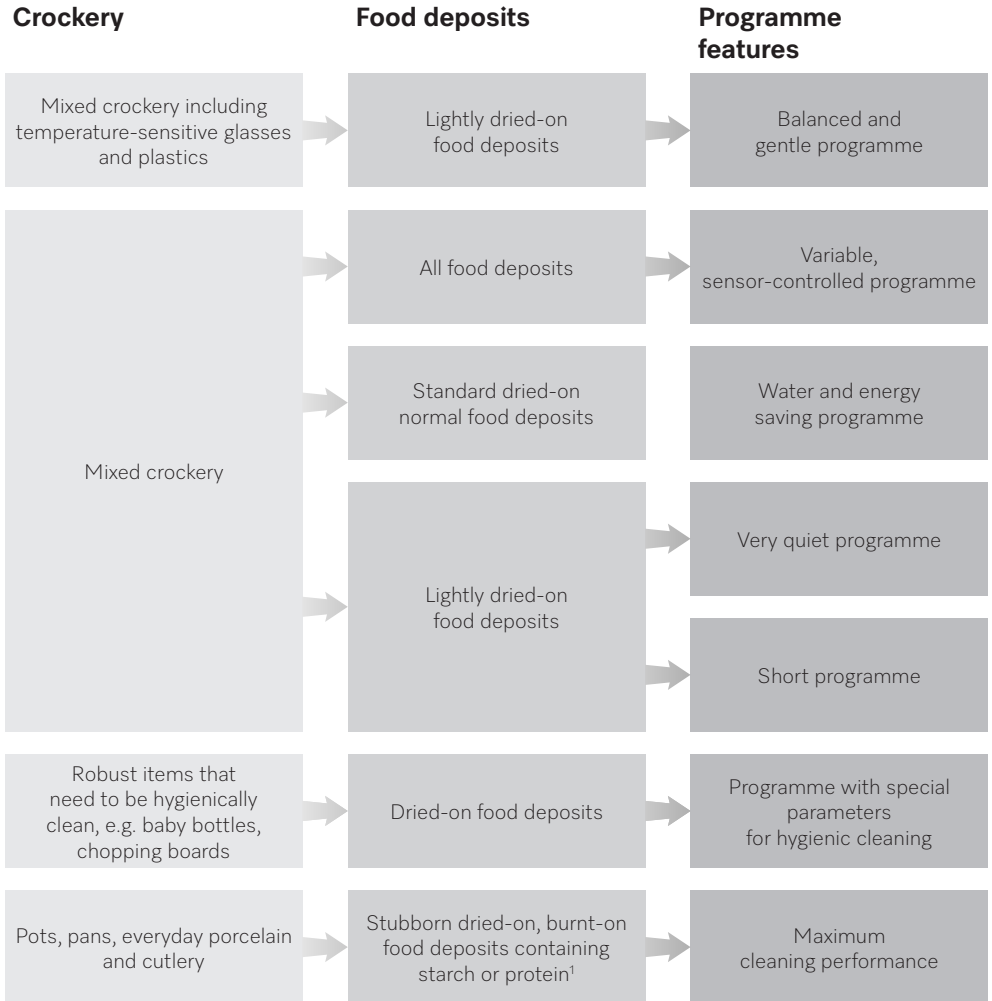 Crockery
Food deposits
Programme
features
Mixed crockery including
temperature-sensitive glasses
and plastics
Lightly dried-on
food deposits
Balanced and
gentle programme
Mixed crockery
All food deposits
Variable,
sensor-controlled programme
Standard dried-on
normal food deposits
Water and energy
saving programme
Lightly dried-on
food deposits
Very quiet programme
Short programme
Robust items that
need to be hygienically
clean, e.g. baby bottles,
chopping boards
Dried-on food deposits
Programme with special
parameters
for hygienic cleaning
Pots, pans, everyday porcelain
and cutlery
Stubborn dried-on, burnt-on
food deposits containing
starch or protein¹
Maximum
cleaning performance